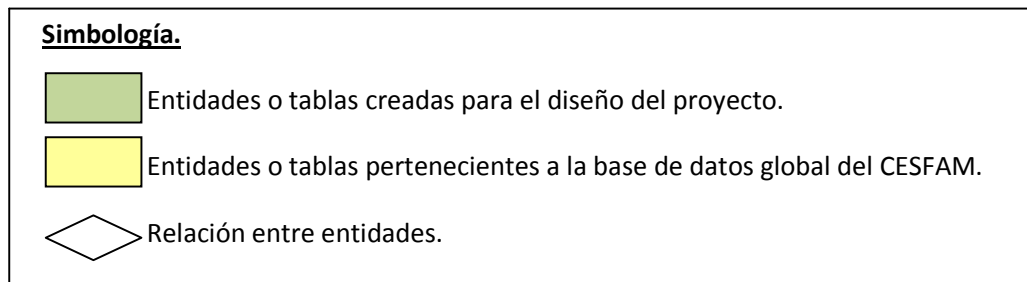 Simbología.
Entidades o tablas creadas para el diseño del proyecto.
Entidades o tablas pertenecientes a la base de datos global del CESFAM.
Relación entre entidades.